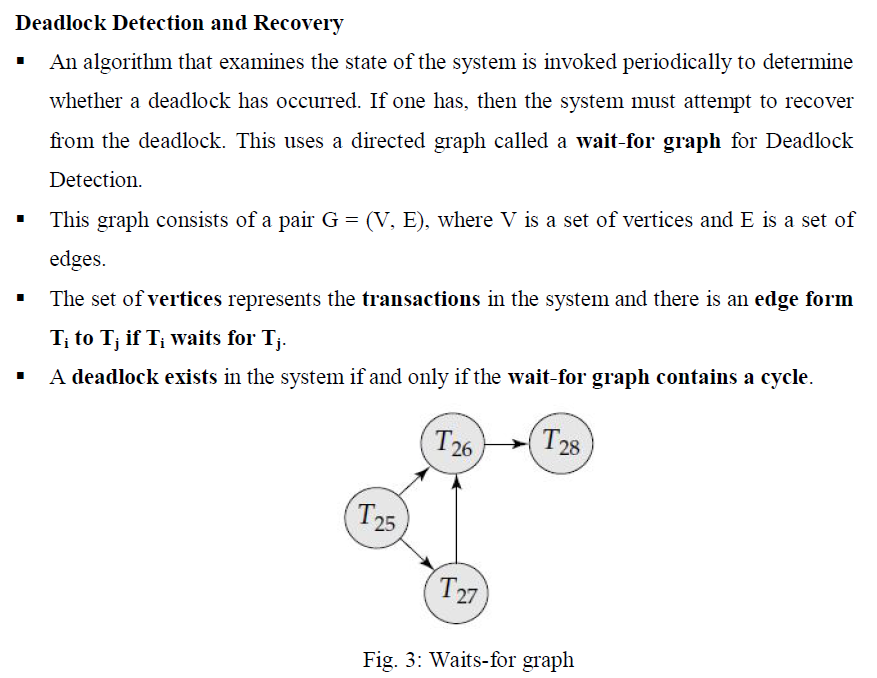 Deadlock Detection and Recovery
▪ An algorithm that examines the state of the system is invoked periodically to determine
whether a deadlock has occurred. If one has, then the system must attempt to recover
from the deadlock. This uses a directed graph called a wait-for graph for Deadlock
Detection.
▪ This graph consists of a pair G = (V, E), where V is a set of vertices and E is a set of
edges.
▪ The set of vertices represents the transactions in the system and there is an edge form
Ti to Tj if Ti waits for Tj.
▪ A deadlock exists in the system if and only if the wait-for graph contains a cycle.
T26
T28
T25
T27
Fig. 3: Waits-for graph